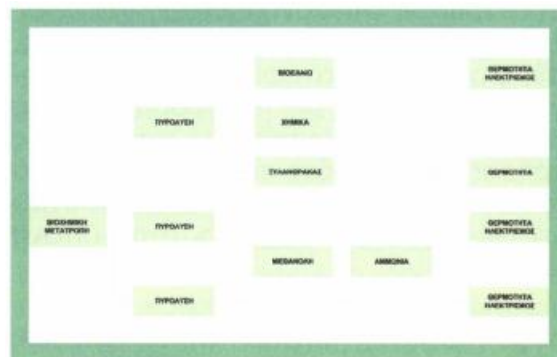 ΒΙΟΕΛΑΙΟ
ΘΕΡΜΟΤΗΤΑ
ΗΛΕΚΤΡΙΣΜΟΣ
ΠΥΡΟΛΥΣΗ
ΧΗΜΙΚΑ
ΞΥΛΑΝΘΡΑΚΑΣ
ΘΕΡΜΟΤΗΤΑ
ΒΙΟΧΗΜΙΚΗ
ΜΕΤΑΤΡΟΠΗ
ΠΥΡΟΛΥΣΗ
ΘΕΡΜΟΤΗΤΑ
ΗΛΕΚΤΡΙΣΜΟΣ
ΜΕΘΑΝΟΛΗ
ΑΜΜΩΝΙΑ
ΠΥΡΟΛΥΣΗ
ΘΕΡΜΟΤΗΤΑ
ΗΛΕΚΤΡΙΣΜΟΣ